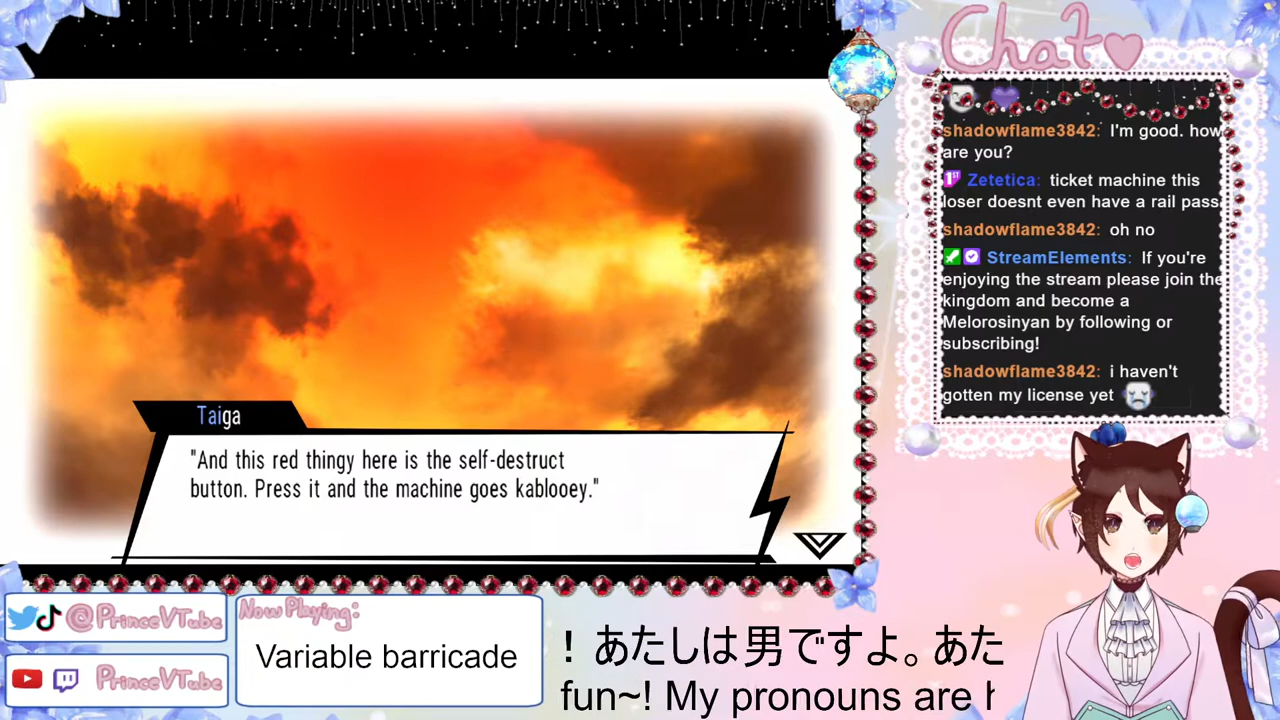 Chat
shadowflame3842: I'm good. how
are you?
Zetetica: ticket machine this
loser doesnt even have a rail pass
shadowflame3842: oh no
StreamElements: If you're
enjoying the stream please join the
kingdom and become a
Melorosinyan by following or
subscribing!
shadowflame3842: i haven't
gotten my license yet
Taiga
"And this red thingy here is the self-destruct
button. Press it and the machine goes kablooey."
@PrinceVTube
PrinceVTube
Now Playing:
Variable barricade
！あたしは男ですよ。あた
fun~! My pronouns are